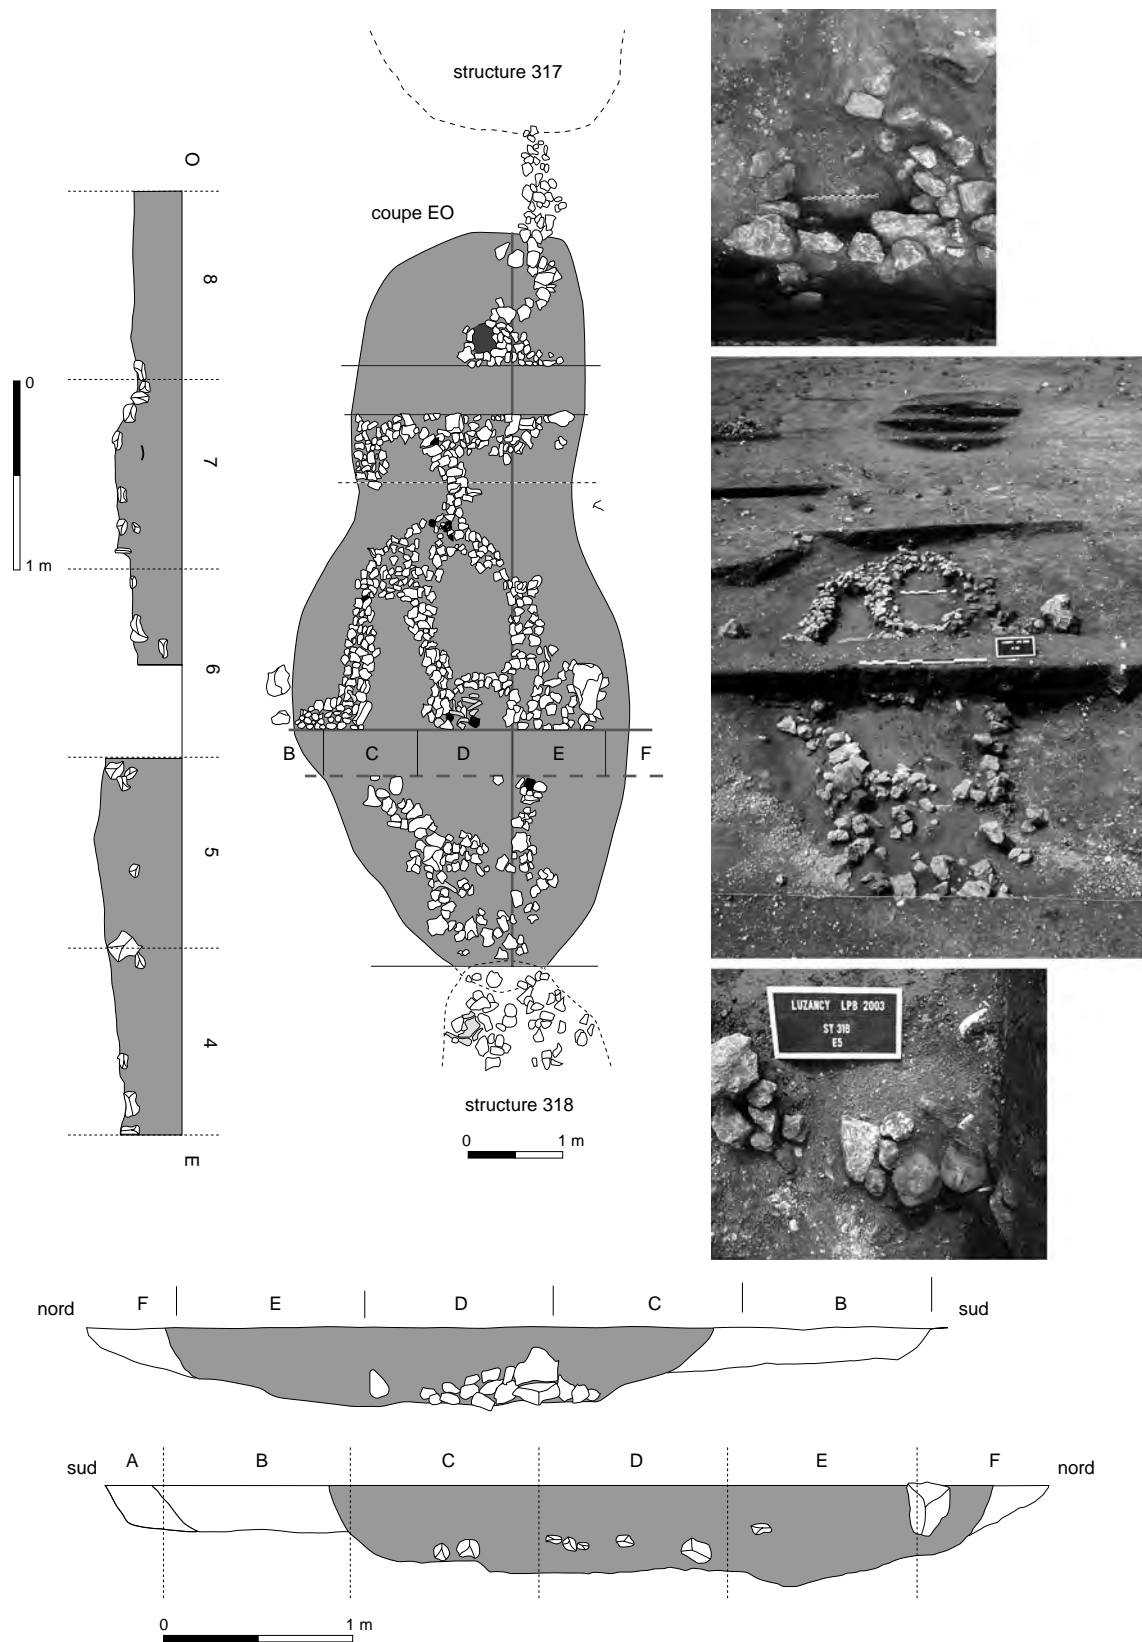 structure 317
O
coupe EO
8
0
7
1 m
6
B C D E F
5
4
structure 318
E
0 1 m
LUZANCY LPB 2003
ST 318
E5
nord F E D C B sud
sud A B C D E F nord
0 1 m